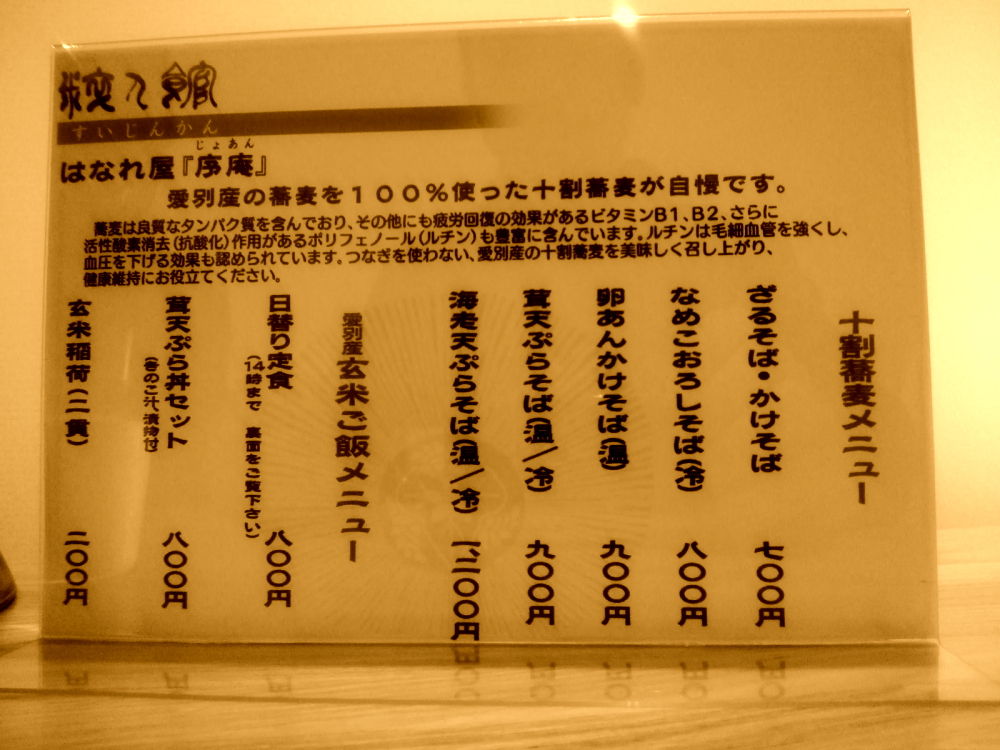 粋人館
すいじんかん
じょあん
はなれ屋『序庵』
愛別産の蕎麦を100%使った十割蕎麦が自慢です。
蕎麦は良質なタンパク質を含んでおり、その他にも疲労回復の効果があるビタミンB1、B2、さらに
活性酸素消去(抗酸化)作用があるポリフェノール(ルチン)も豊富に含んでいます。ルチンは毛細血管を強くし、
血圧を下げる効果も認められています。つなぎを使わない、愛別産の十割蕎麦を美味しく召し上がり、
健康維持にお役立てください。
十割蕎麦メニュー
ざるそば・かけそば 七〇〇円
なめこおろしそば(冷) 八〇〇円
卵あんかけそば(温) 九〇〇円
茸天ぷらそば(温/冷) 九〇〇円
海老天ぷらそば(温/冷) 一、二〇〇円
愛別産玄米ご飯メニュー
日替り定食 八〇〇円
(14時まで 裏面をご覧下さい)
茸天ぷら丼セット 八〇〇円
(きのこ汁、漬物付)
玄米稲荷(二貫) 二〇〇円